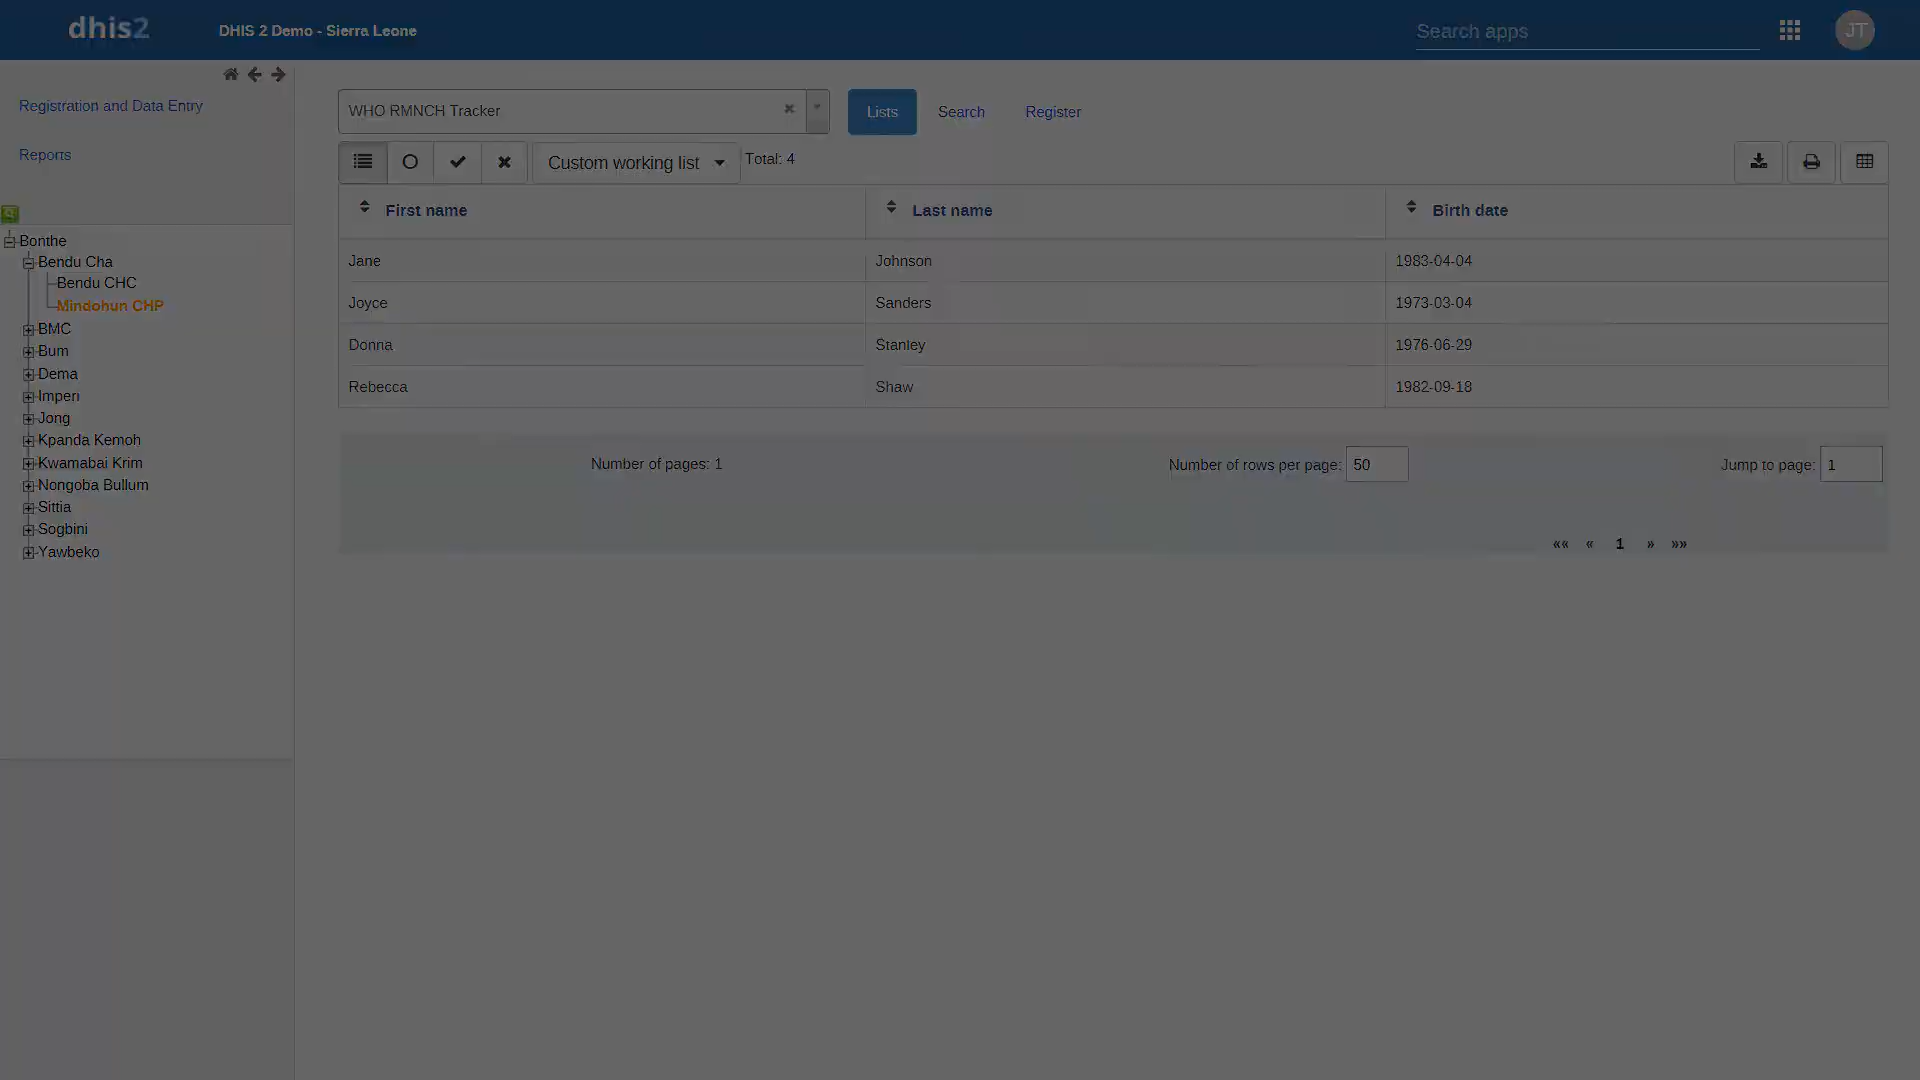 dhis2
DHIS 2 Demo - Sierra Leone
Search apps
JT
Registration and Data Entry
Reports
WHO RMNCH Tracker
Lists
Search
Register
Custom working list
Total: 4
First name
Last name
Birth date
Jane
Johnson
1983-04-04
Joyce
Sanders
1973-03-04
Donna
Stanley
1976-06-29
Rebecca
Shaw
1982-09-18
Number of pages: 1
Number of rows per page: 50
Jump to page: 1
«« « 1 » »»
Bonthe
Bendu Cha
Bendu CHC
Mindohun CHP
BMC
Bum
Dema
Imperi
Jong
Kpanda Kemoh
Kwamabai Krim
Nongoba Bullum
Sittia
Sogbini
Yawbeko